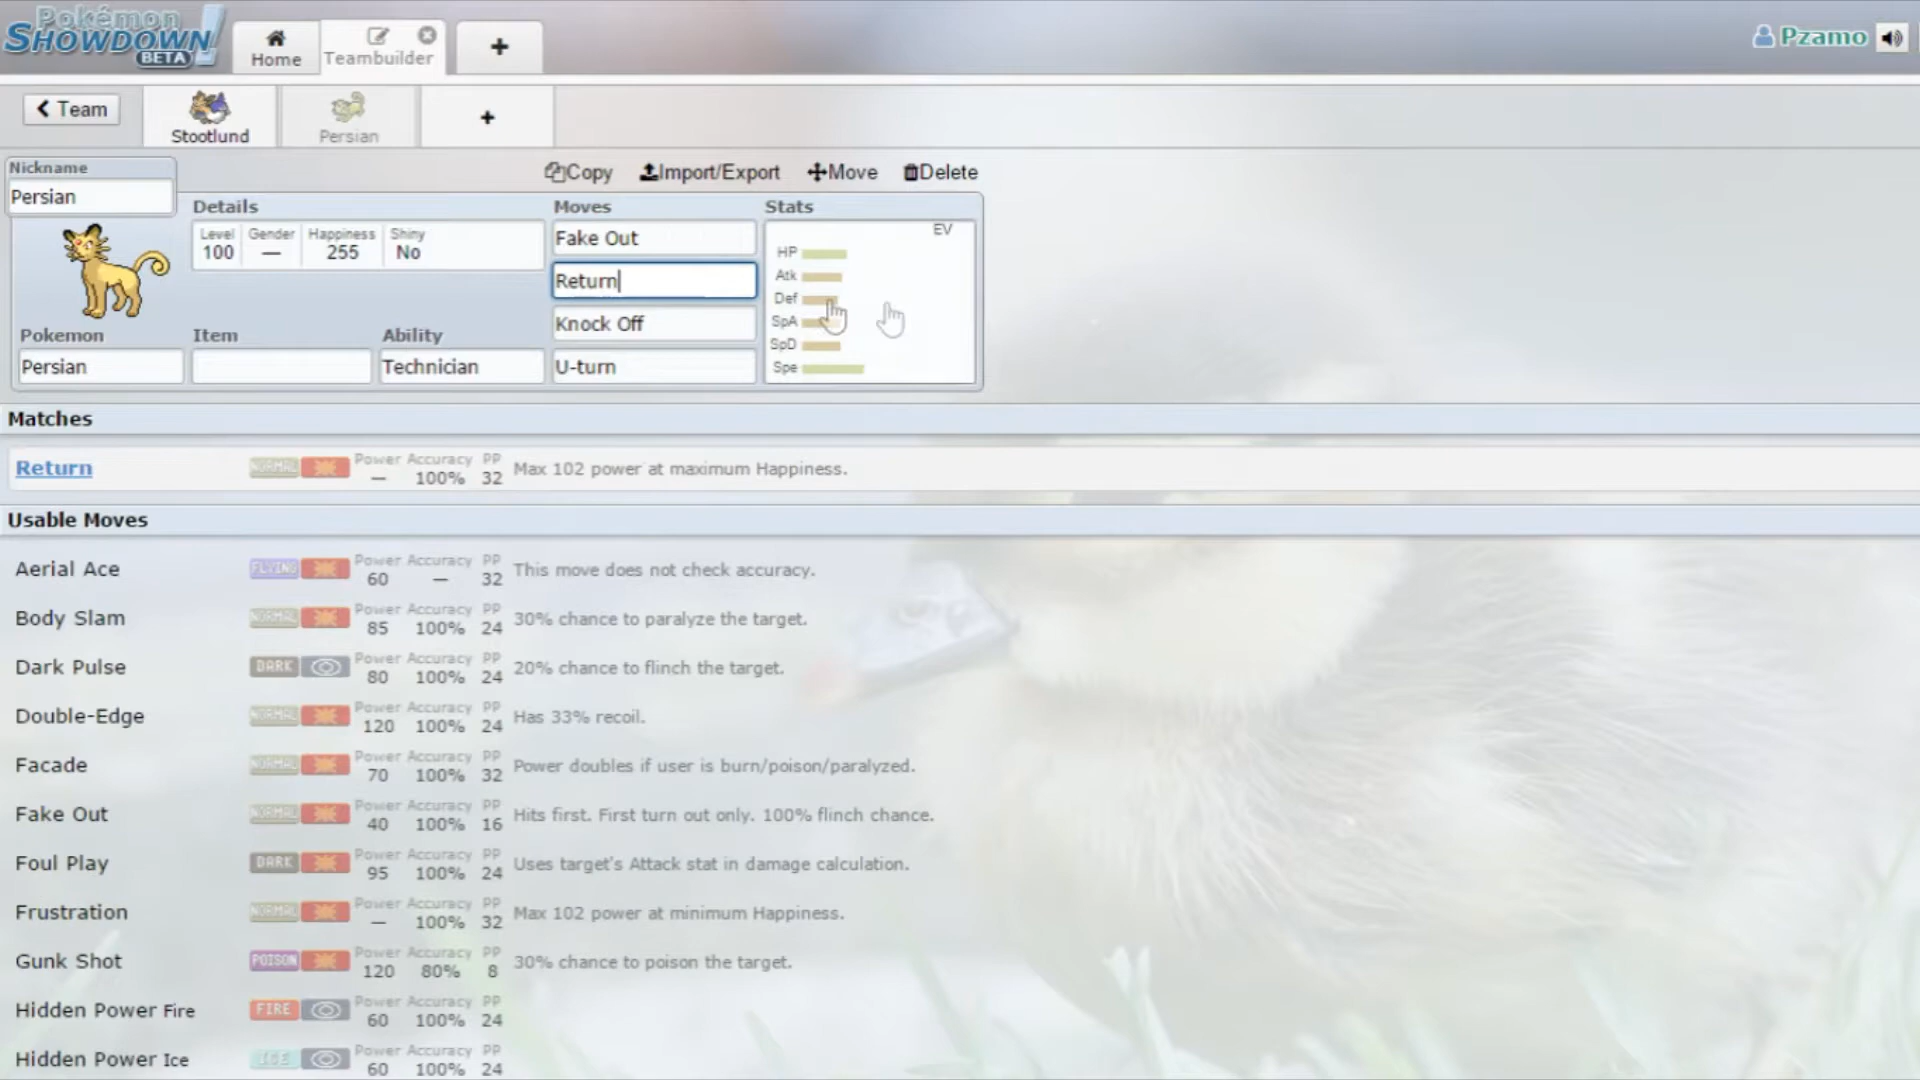 Pokémon
SHOWDOWN!
BETA
Home
Teambuilder
Pzamo
Team
Stootlund
Persian
Nickname
Persian
Copy Import/Export Move Delete
Details
Moves
Stats
Level Gender Happiness Shiny
100 — 255 No
Fake Out
Return
Knock Off
U-turn
EV
HP
Atk
Def
SpA
SpD
Spe
Pokemon Item Ability
Persian
Technician
Matches
Return NORMAL Power — Accuracy 100% PP 32 Max 102 power at maximum Happiness.
Usable Moves
Aerial Ace FLYING Power 60 Accuracy — PP 32 This move does not check accuracy.
Body Slam NORMAL Power 85 Accuracy 100% PP 24 30% chance to paralyze the target.
Dark Pulse DARK Power 80 Accuracy 100% PP 24 20% chance to flinch the target.
Double-Edge NORMAL Power 120 Accuracy 100% PP 24 Has 33% recoil.
Facade NORMAL Power 70 Accuracy 100% PP 32 Power doubles if user is burn/poison/paralyzed.
Fake Out NORMAL Power 40 Accuracy 100% PP 16 Hits first. First turn out only. 100% flinch chance.
Foul Play DARK Power 95 Accuracy 100% PP 24 Uses target's Attack stat in damage calculation.
Frustration NORMAL Power — Accuracy 100% PP 32 Max 102 power at minimum Happiness.
Gunk Shot POISON Power 120 Accuracy 80% PP 8 30% chance to poison the target.
Hidden Power Fire FIRE Power 60 Accuracy 100% PP 24
Hidden Power Ice ICE Power 60 Accuracy 100% PP 24